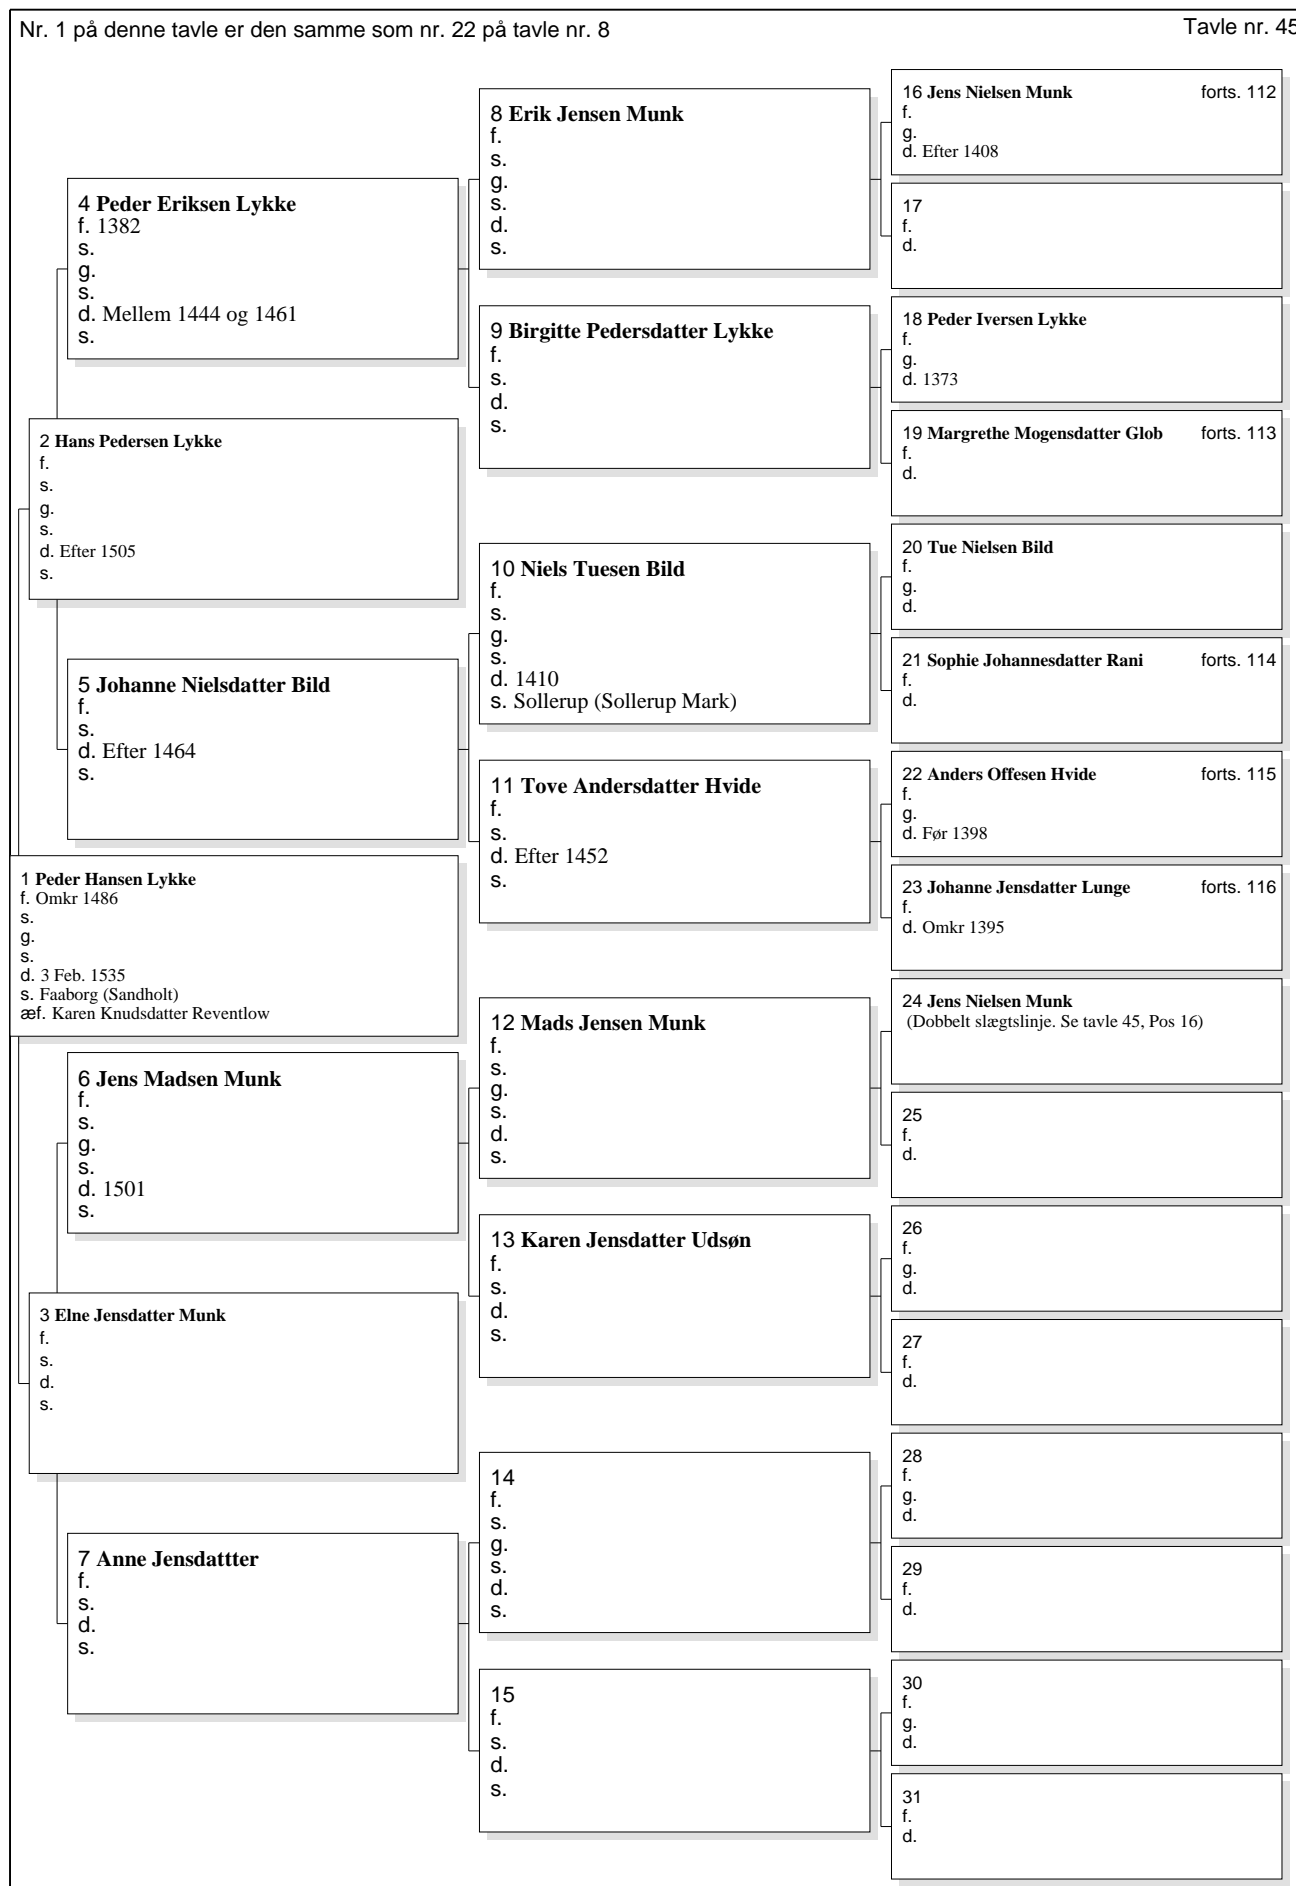 Nr. 1 på denne tavle er den samme som nr. 22 på tavle nr. 8
Tavle nr. 45
1 Peder Hansen Lykke
f. Omkr 1486
s.
g.
s.
d. 3 Feb. 1535
s. Faaborg (Sandholt)
æf. Karen Knudsdatter Reventlow
2 Hans Pedersen Lykke
f.
s.
g.
s.
d. Efter 1505
s.
3 Elne Jensdatter Munk
f.
s.
d.
s.
4 Peder Eriksen Lykke
f. 1382
s.
g.
s.
d. Mellem 1444 og 1461
s.
5 Johanne Nielsdatter Bild
f.
s.
d. Efter 1464
s.
6 Jens Madsen Munk
f.
s.
g.
s.
d. 1501
s.
7 Anne Jensdattter
f.
s.
d.
s.
8 Erik Jensen Munk
f.
s.
g.
s.
d.
s.
9 Birgitte Pedersdatter Lykke
f.
s.
d.
s.
10 Niels Tuesen Bild
f.
s.
g.
s.
d. 1410
s. Sollerup (Sollerup Mark)
11 Tove Andersdatter Hvide
f.
s.
d. Efter 1452
s.
12 Mads Jensen Munk
f.
s.
g.
s.
d.
s.
13 Karen Jensdatter Udsøn
f.
s.
d.
s.
14
f.
s.
g.
s.
d.
s.
15
f.
s.
d.
s.
16 Jens Nielsen Munk forts. 112
f.
g.
d. Efter 1408
17
f.
d.
18 Peder Iversen Lykke
f.
g.
d. 1373
19 Margrethe Mogensdatter Glob forts. 113
f.
d.
20 Tue Nielsen Bild
f.
g.
d.
21 Sophie Johannesdatter Rani forts. 114
f.
d.
22 Anders Offesen Hvide forts. 115
f.
g.
d. Før 1398
23 Johanne Jensdatter Lunge forts. 116
f.
d. Omkr 1395
24 Jens Nielsen Munk
(Dobbelt slægtslinje. Se tavle 45, Pos 16)
25
f.
d.
26
f.
g.
d.
27
f.
d.
28
f.
g.
d.
29
f.
d.
30
f.
g.
d.
31
f.
d.